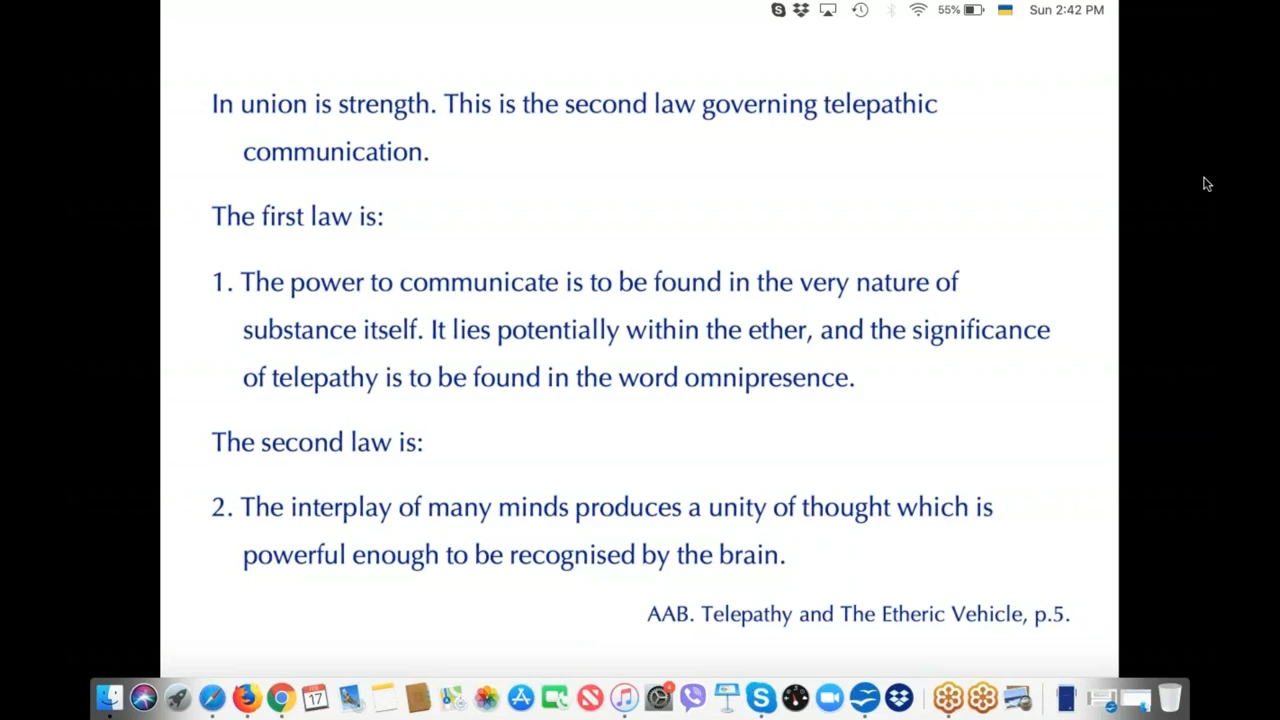 55% Sun 2:42 PM
In union is strength. This is the second law governing telepathic
communication.
The first law is:
1. The power to communicate is to be found in the very nature of
substance itself. It lies potentially within the ether, and the significance
of telepathy is to be found in the word omnipresence.
The second law is:
2. The interplay of many minds produces a unity of thought which is
powerful enough to be recognised by the brain.
AAB. Telepathy and The Etheric Vehicle, p.5.
17